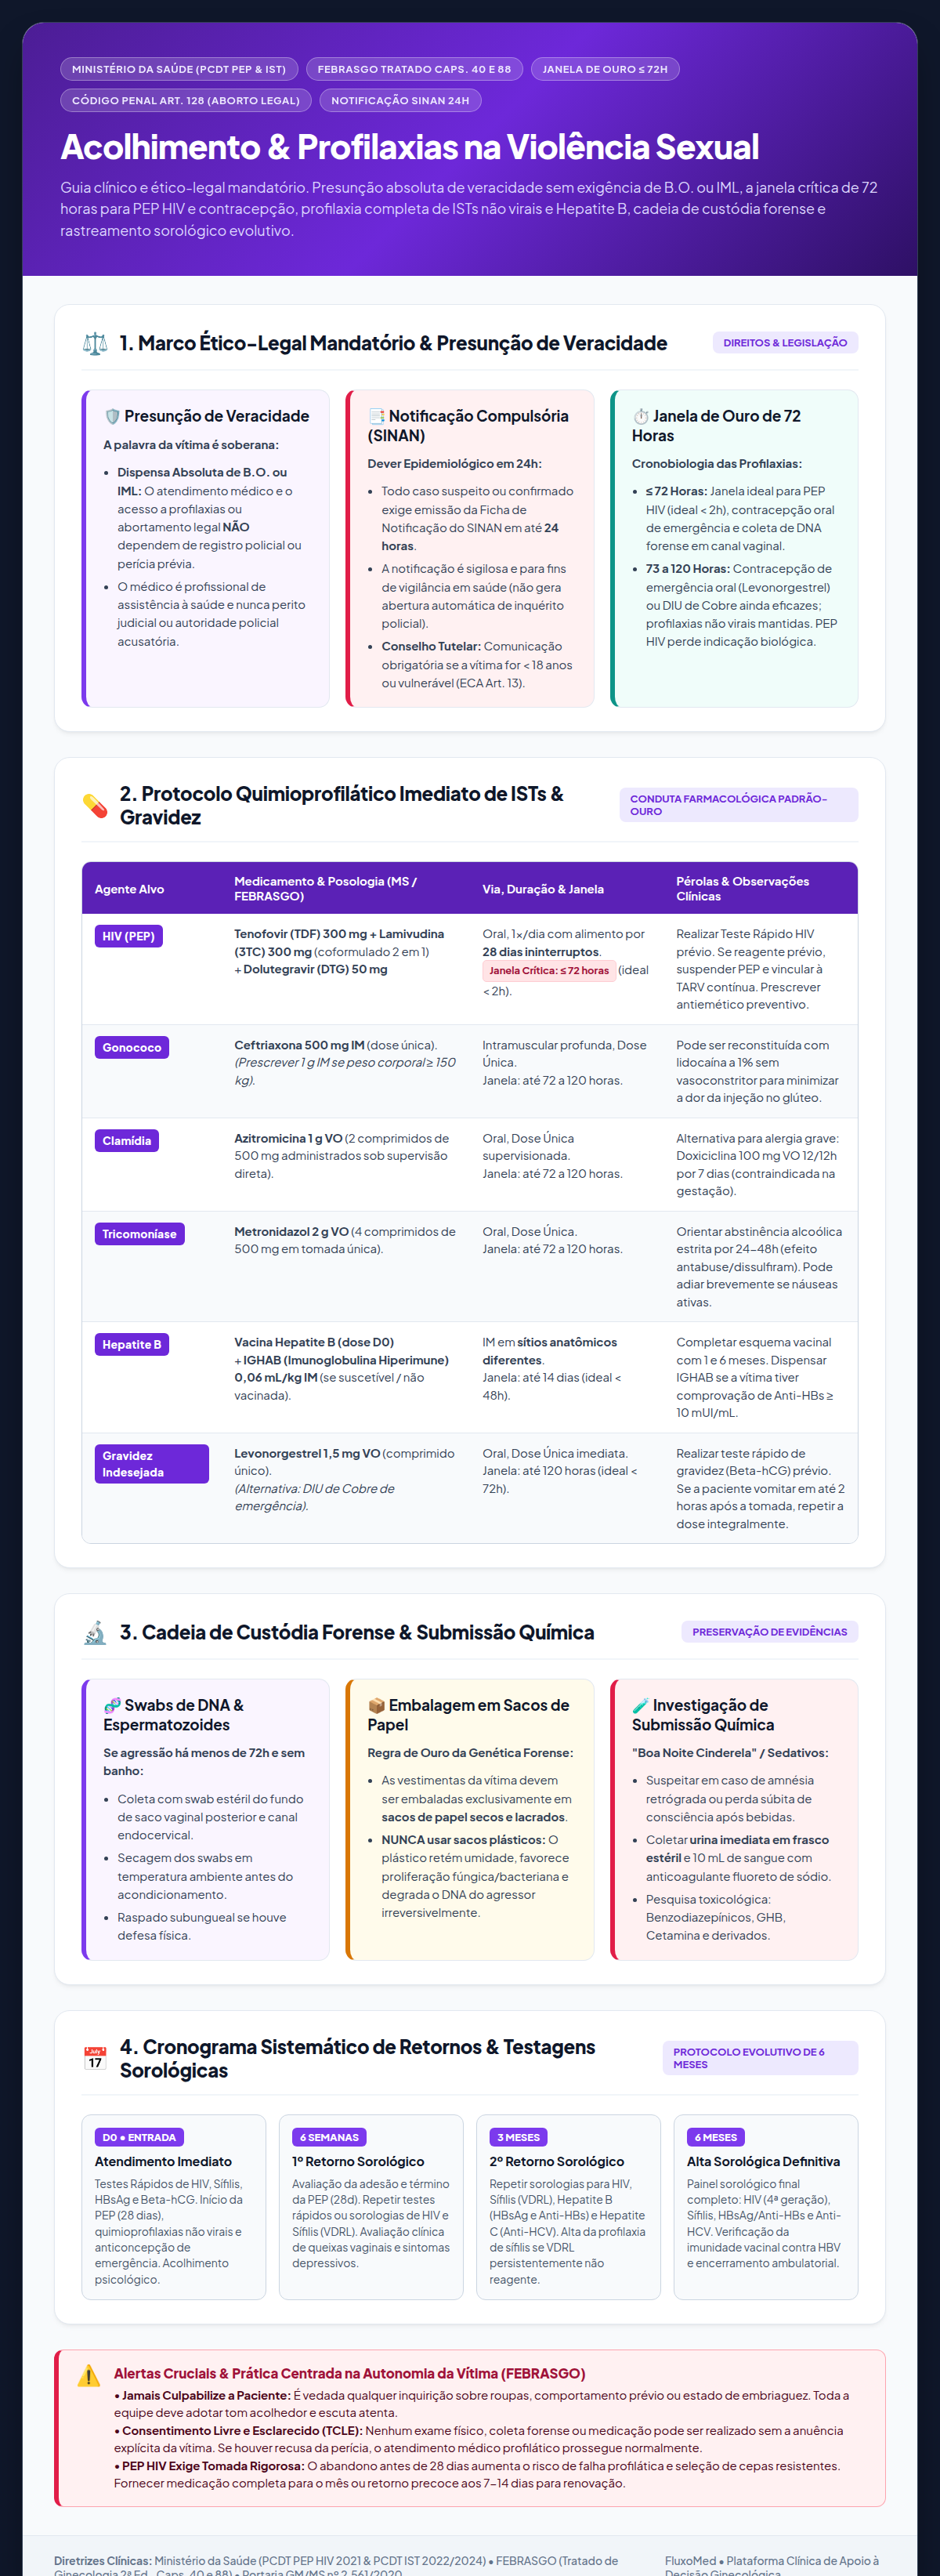 MINISTÉRIO DA SAÚDE (PCDT PEP & IST)
FEBRASGO TRATADO CAPS. 40 E 88
JANELA DE OURO ≤ 72H
CÓDIGO PENAL ART. 128 (ABORTO LEGAL)
NOTIFICAÇÃO SINAN 24H
Acolhimento & Profilaxias na Violência Sexual
Guia clínico e ético-legal mandatório. Presunção absoluta de veracidade sem exigência de B.O. ou IML, a janela crítica de 72
horas para PEP HIV e contracepção, profilaxia completa de ISTs não virais e Hepatite B, cadeia de custódia forense e
rastreamento sorológico evolutivo.
⚖️ 1. Marco Ético-Legal Mandatório & Presunção de Veracidade
DIREITOS & LEGISLAÇÃO
🛡️ Presunção de Veracidade
A palavra da vítima é soberana:
• Dispensa Absoluta de B.O. ou
IML: O atendimento médico e o
acesso a profilaxias ou
abortamento legal NÃO
dependem de registro policial ou
perícia prévia.
• O médico é profissional de
assistência à saúde e nunca perito
judicial ou autoridade policial
acusatória.
📑 Notificação Compulsória
(SINAN)
Dever Epidemiológico em 24h:
• Todo caso suspeito ou confirmado
exige emissão da Ficha de
Notificação do SINAN em até 24
horas.
• A notificação é sigilosa e para fins
de vigilância em saúde (não gera
abertura automática de inquérito
policial).
• Conselho Tutelar: Comunicação
obrigatória se a vítima for < 18 anos
ou vulnerável (ECA Art. 13).
⏱️ Janela de Ouro de 72
Horas
Cronobiologia das Profilaxias:
• ≤ 72 Horas: Janela ideal para PEP
HIV (ideal < 2h), contracepção oral
de emergência e coleta de DNA
forense em canal vaginal.
• 73 a 120 Horas: Contracepção de
emergência oral (Levonorgestrel)
ou DIU de Cobre ainda eficazes;
profilaxias não virais mantidas. PEP
HIV perde indicação biológica.
💊 2. Protocolo Quimioprofilático Imediato de ISTs &
Gravidez
CONDUTA FARMACOLÓGICA PADRÃO-
OURO
Agente Alvo
Medicamento & Posologia (MS /
FEBRASGO)
Via, Duração & Janela
Pérolas & Observações
Clínicas
HIV (PEP)
Tenofovir (TDF) 300 mg + Lamivudina
(3TC) 300 mg (coformulado 2 em 1)
+ Dolutegravir (DTG) 50 mg
Oral, 1×/dia com alimento por
28 dias ininterruptos.
Janela Crítica: ≤ 72 horas (ideal
< 2h).
Realizar Teste Rápido HIV
prévio. Se reagente prévio,
suspender PEP e vincular à
TARV contínua. Prescrever
antiemético preventivo.
Gonococo
Ceftriaxona 500 mg IM (dose única).
(Prescrever 1 g IM se peso corporal ≥ 150
kg).
Intramuscular profunda, Dose
Única.
Janela: até 72 a 120 horas.
Pode ser reconstituída com
lidocaína a 1% sem
vasoconstritor para minimizar
a dor da injeção no glúteo.
Clamídia
Azitromicina 1 g VO (2 comprimidos de
500 mg administrados sob supervisão
direta).
Oral, Dose Única
supervisionada.
Janela: até 72 a 120 horas.
Alternativa para alergia grave:
Doxiciclina 100 mg VO 12/12h
por 7 dias (contraindicada na
gestação).
Tricomoníase
Metronidazol 2 g VO (4 comprimidos de
500 mg em tomada única).
Oral, Dose Única.
Janela: até 72 a 120 horas.
Orientar abstinência alcoólica
estrita por 24–48h (efeito
antabuse/dissulfiram). Pode
adiar brevemente se náuseas
ativas.
Hepatite B
Vacina Hepatite B (dose D0)
+ IGHAB (Imunoglobulina Hiperimune)
0,06 mL/kg IM (se suscetível / não
vacinada).
IM em sítios anatômicos
diferentes.
Janela: até 14 dias (ideal <
48h).
Completar esquema vacinal
com 1 e 6 meses. Dispensar
IGHAB se a vítima tiver
comprovação de Anti-HBs ≥
10 mUI/mL.
Gravidez
Indesejada
Levonorgestrel 1,5 mg VO (comprimido
único).
(Alternativa: DIU de Cobre de
emergência).
Oral, Dose Única imediata.
Janela: até 120 horas (ideal <
72h).
Realizar teste rápido de
gravidez (Beta-hCG) prévio.
Se a paciente vomitar em até 2
horas após a tomada, repetir a
dose integralmente.
🔬 3. Cadeia de Custódia Forense & Submissão Química
PRESERVAÇÃO DE EVIDÊNCIAS
🧬 Swabs de DNA &
Espermatozoides
Se agressão há menos de 72h e sem
banho:
• Coleta com swab estéril do fundo
de saco vaginal posterior e canal
endocervical.
• Secagem dos swabs em
temperatura ambiente antes do
acondicionamento.
• Raspado subungueal se houve
defesa física.
📦 Embalagem em Sacos de
Papel
Regra de Ouro da Genética Forense:
• As vestimentas da vítima devem
ser embaladas exclusivamente em
sacos de papel secos e lacrados.
• NUNCA usar sacos plásticos: O
plástico retém umidade, favorece
proliferação fúngica/bacteriana e
degrada o DNA do agressor
irreversivelmente.
🧪 Investigação de
Submissão Química
"Boa Noite Cinderela" / Sedativos:
• Suspeitar em caso de amnésia
retrógrada ou perda súbita de
consciência após bebidas.
• Coletar urina imediata em frasco
estéril e 10 mL de sangue com
anticoagulante fluoreto de sódio.
• Pesquisa toxicológica:
Benzodiazepínicos, GHB,
Cetamina e derivados.
📅 4. Cronograma Sistemático de Retornos & Testagens
Sorológicas
PROTOCOLO EVOLUTIVO DE 6
MESES
D0 • ENTRADA
Atendimento Imediato
Testes Rápidos de HIV, Sífilis,
HBsAg e Beta-hCG. Início da
PEP (28 dias),
quimioprofilaxias não virais e
anticoncepção de
emergência. Acolhimento
psicológico.
6 SEMANAS
1º Retorno Sorológico
Avaliação da adesão e término
da PEP (28d). Repetir testes
rápidos ou sorologias de HIV e
Sífilis (VDRL). Avaliação clínica
de queixas vaginais e sintomas
depressivos.
3 MESES
2º Retorno Sorológico
Repetir sorologias para HIV,
Sífilis (VDRL), Hepatite B
(HBsAg e Anti-HBs) e Hepatite
C (Anti-HCV). Alta da profilaxia
de sífilis se VDRL
persistentemente não
reagente.
6 MESES
Alta Sorológica Definitiva
Painel sorológico final
completo: HIV (4ª geração),
Sífilis, HBsAg/Anti-HBs e Anti-
HCV. Verificação da
imunidade vacinal contra HBV
e encerramento ambulatorial.
⚠️ Alertas Cruciais & Prática Centrada na Autonomia da Vítima (FEBRASGO)
• Jamais Culpabilize a Paciente: É vedada qualquer inquirição sobre roupas, comportamento prévio ou estado de embriaguez. Toda a
equipe deve adotar tom acolhedor e escuta atenta.
• Consentimento Livre e Esclarecido (TCLE): Nenhum exame físico, coleta forense ou medicação pode ser realizado sem a anuência
explícita da vítima. Se houver recusa da perícia, o atendimento médico profilático prossegue normalmente.
• PEP HIV Exige Tomada Rigorosa: O abandono antes de 28 dias aumenta o risco de falha profilática e seleção de cepas resistentes.
Fornecer medicação completa para o mês ou retorno precoce aos 7–14 dias para renovação.
Diretrizes Clínicas: Ministério da Saúde (PCDT PEP HIV 2021 & PCDT IST 2022/2024) • FEBRASGO (Tratado de
Ginecologia 2ª Ed., Caps. 40 e 88) • Portaria GM/MS nº 2.561/2020
FluxoMed • Plataforma Clínica de Apoio à
Decisão Ginecológica